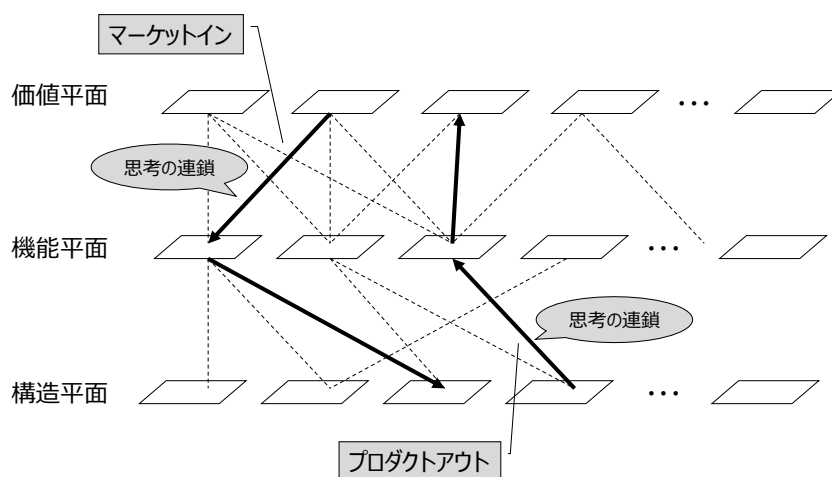 マーケットイン
価値平面
…
思考の連鎖
機能平面
…
思考の連鎖
構造平面
…
プロダクトアウト